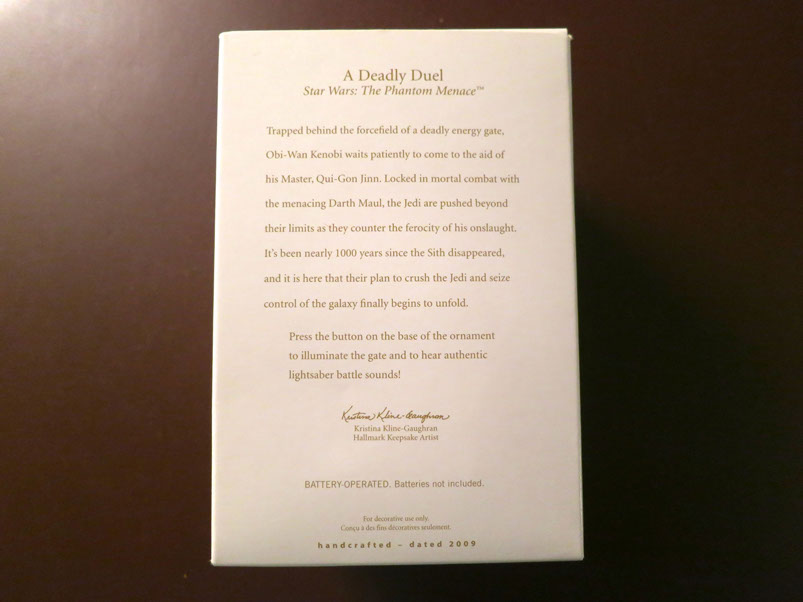 A Deadly Duel
Star Wars: The Phantom Menace™
Trapped behind the forcefield of a deadly energy gate,
Obi-Wan Kenobi waits patiently to come to the aid of
his Master, Qui-Gon Jinn. Locked in mortal combat with
the menacing Darth Maul, the Jedi are pushed beyond
their limits as they counter the ferocity of his onslaught.
It's been nearly 1000 years since the Sith disappeared,
and it is here that their plan to crush the Jedi and seize
control of the galaxy finally begins to unfold.
Press the button on the base of the ornament
to illuminate the gate and to hear authentic
lightsaber battle sounds!
Kristina Kline-Gaughran
Kristina Kline-Gaughran
Hallmark Keepsake Artist
BATTERY-OPERATED. Batteries not included.
For decorative use only.
Conçu à des fins décoratives seulement.
handcrafted – dated 2009